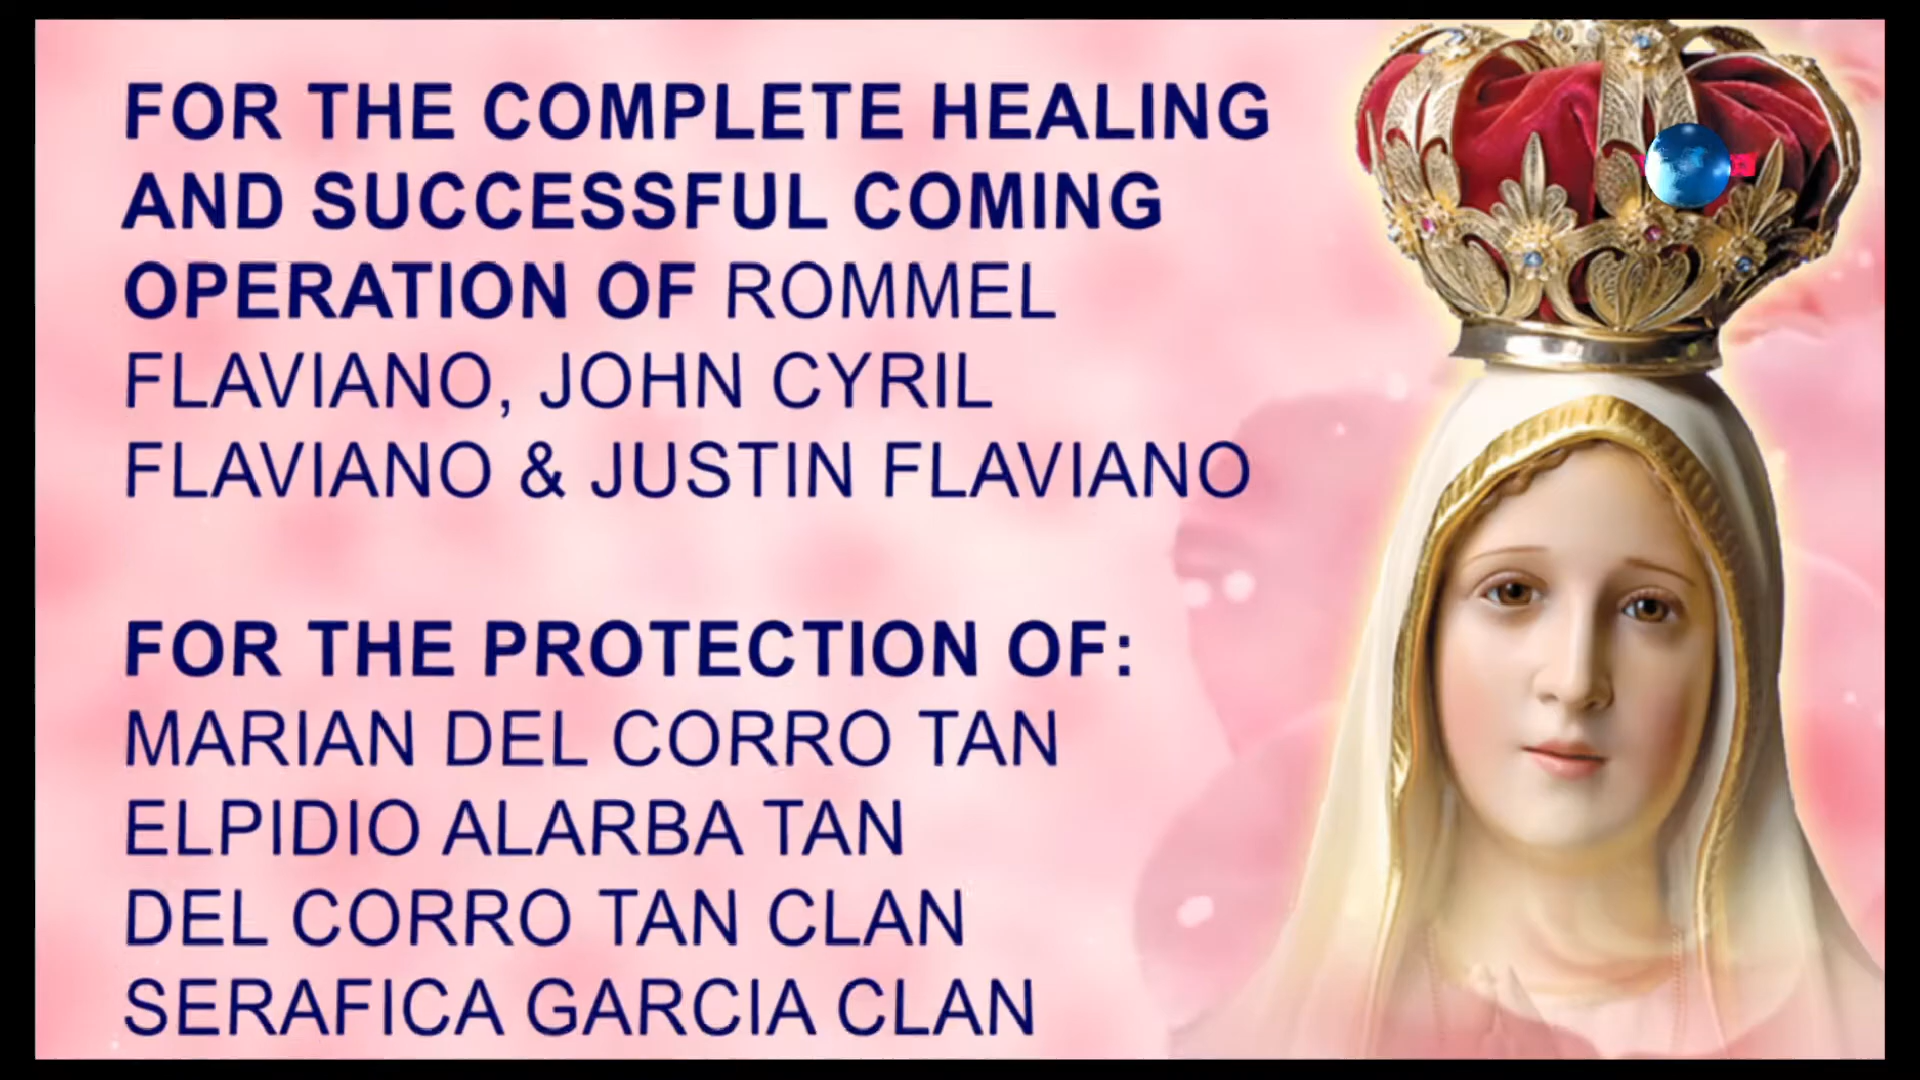 FOR THE COMPLETE HEALING
AND SUCCESSFUL COMING
OPERATION OF ROMMEL
FLAVIANO, JOHN CYRIL
FLAVIANO & JUSTIN FLAVIANO
FOR THE PROTECTION OF:
MARIAN DEL CORRO TAN
ELPIDIO ALARBA TAN
DEL CORRO TAN CLAN
SERAFICA GARCIA CLAN